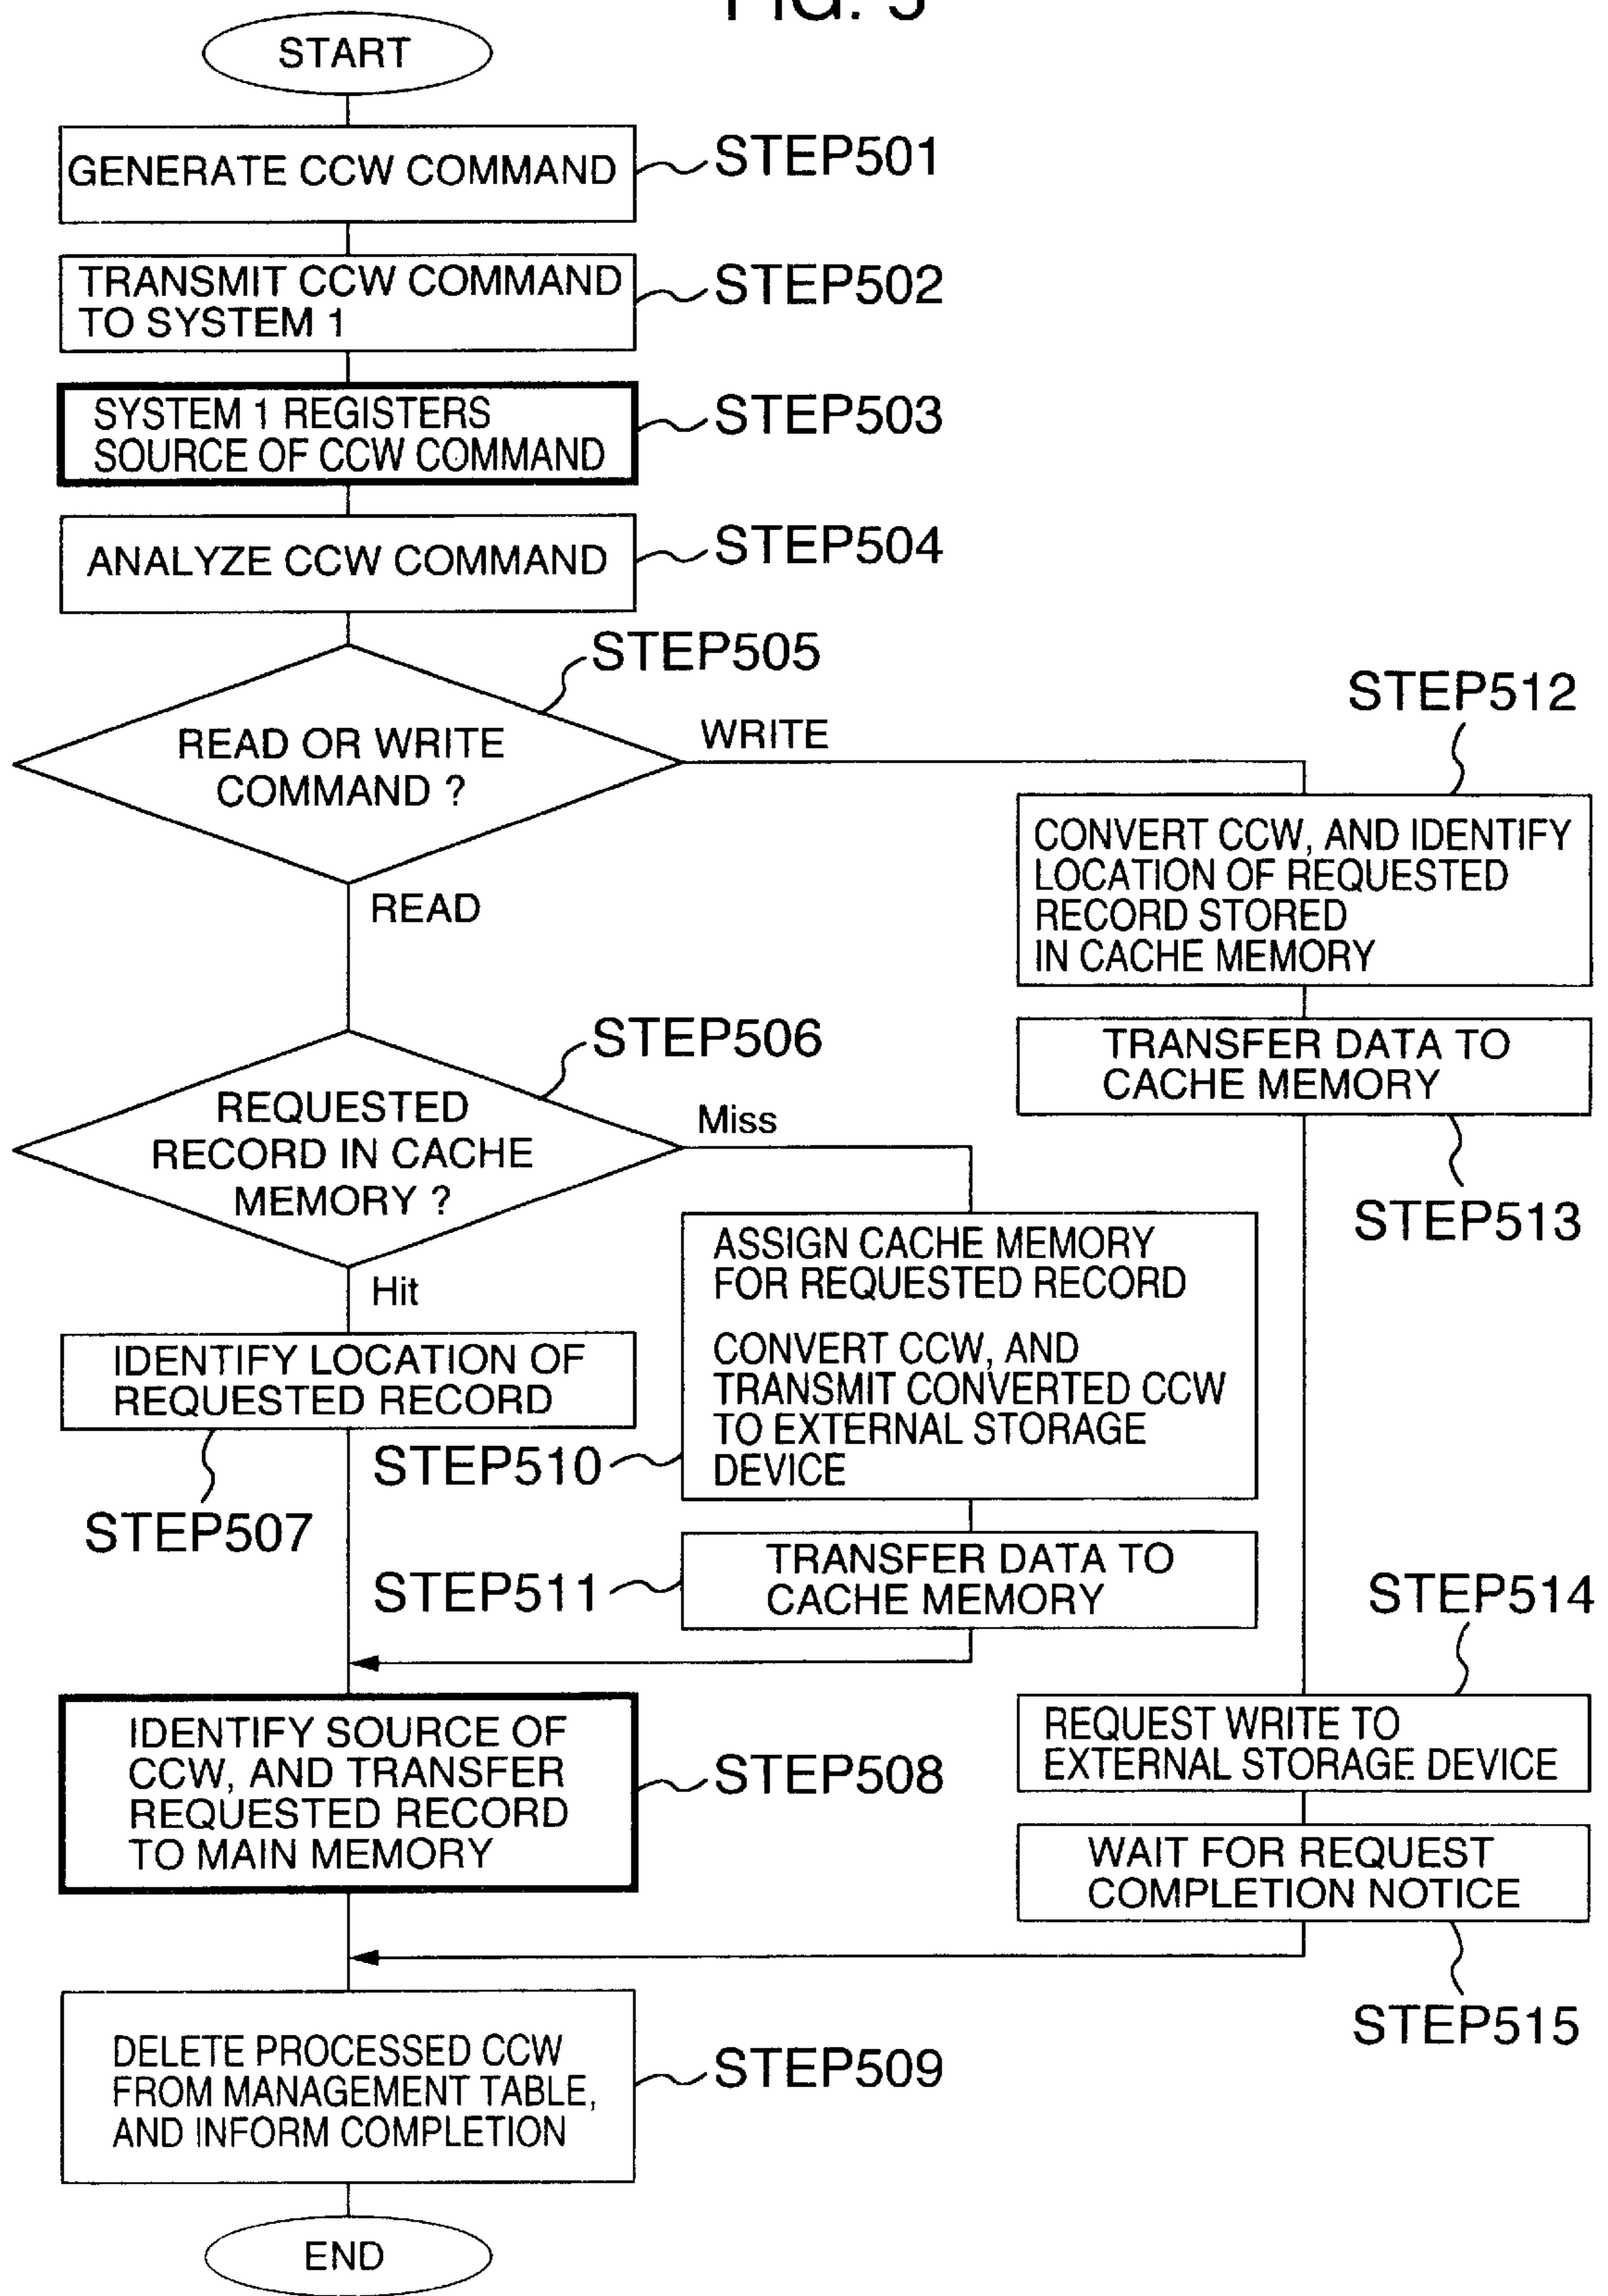 FIG. 5
START
GENERATE CCW COMMAND
STEP501
TRANSMIT CCW COMMAND
TO SYSTEM 1
STEP502
SYSTEM 1 REGISTERS
SOURCE OF CCW COMMAND
STEP503
ANALYZE CCW COMMAND
STEP504
STEP505
READ OR WRITE
COMMAND ?
WRITE
READ
STEP512
CONVERT CCW, AND IDENTIFY
LOCATION OF REQUESTED
RECORD STORED
IN CACHE MEMORY
TRANSFER DATA TO
CACHE MEMORY
STEP513
STEP506
REQUESTED
RECORD IN CACHE
MEMORY ?
Miss
Hit
IDENTIFY LOCATION OF
REQUESTED RECORD
STEP507
ASSIGN CACHE MEMORY
FOR REQUESTED RECORD
CONVERT CCW, AND
TRANSMIT CONVERTED CCW
TO EXTERNAL STORAGE
DEVICE
STEP510
TRANSFER DATA TO
CACHE MEMORY
STEP511
STEP514
REQUEST WRITE TO
EXTERNAL STORAGE DEVICE
WAIT FOR REQUEST
COMPLETION NOTICE
STEP515
IDENTIFY SOURCE OF
CCW, AND TRANSFER
REQUESTED RECORD
TO MAIN MEMORY
STEP508
DELETE PROCESSED CCW
FROM MANAGEMENT TABLE,
AND INFORM COMPLETION
STEP509
END